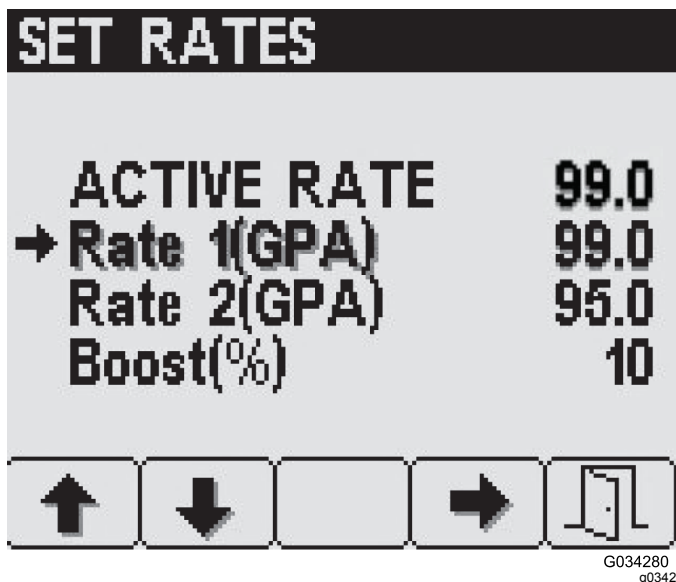 SET RATES
ACTIVE RATE 99.0
Rate 1(GPA) 99.0
Rate 2(GPA) 95.0
Boost(%) 10
G034280
g0342